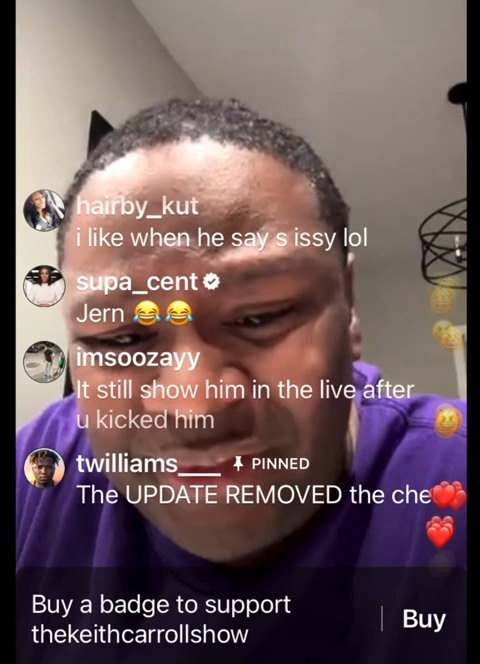 hairby_kut
i like when he say s issy lol
supa_cent
Jern 😂😂
imsoozayy
It still show him in the live after
u kicked him
twilliams____ PINNED
The UPDATE REMOVED the che
Buy a badge to support
thekeithcarrollshow
Buy